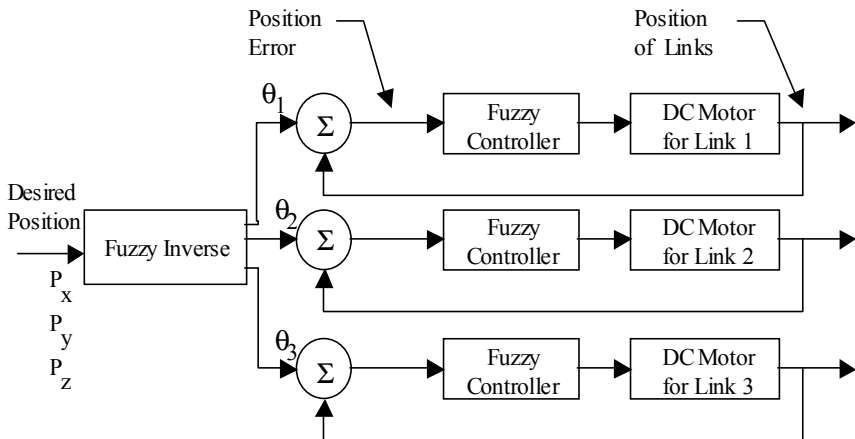 Position
Error
Position
of Links
θ1
Σ
Fuzzy
Controller
DC Motor
for Link 1
Desired
Position
Fuzzy Inverse
Px
Py
Pz
θ2
Σ
Fuzzy
Controller
DC Motor
for Link 2
θ3
Σ
Fuzzy
Controller
DC Motor
for Link 3